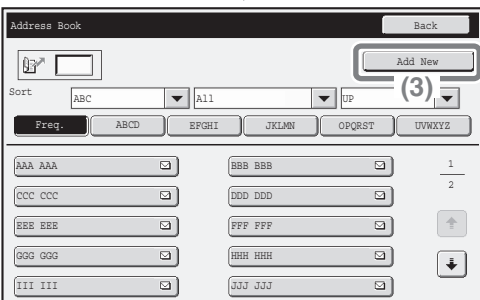 Address Book Back
Add New
(3)
Sort ABC All UP
Freq. ABCD EFGHI JKLMN OPQRST UVWXYZ
AAA AAA BBB BBB 1
CCC CCC DDD DDD 2
EEE EEE FFF FFF
GGG GGG HHH HHH
III III JJJ JJJ